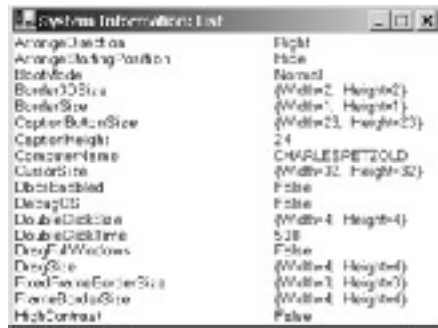 System Information: List
ArrangeDirection Right
ArrangeStartingPosition Hide
BootMode Normal
Border3DSize {Width=2, Height=2}
BorderSize {Width=1, Height=1}
CaptionButtonSize {Width=23, Height=23}
CaptionHeight 24
ComputerName CHARLESPETZOLD
CursorSize {Width=32, Height=32}
DbcsEnabled False
DebugOS False
DoubleClickSize {Width=4, Height=4}
DoubleClickTime
DragFullWindows False
DragSize {Width=4, Height=4}
FixedFrameBorderSize {Width=3, Height=3}
FrameBorderSize {Width=4, Height=4}
HighContrast False